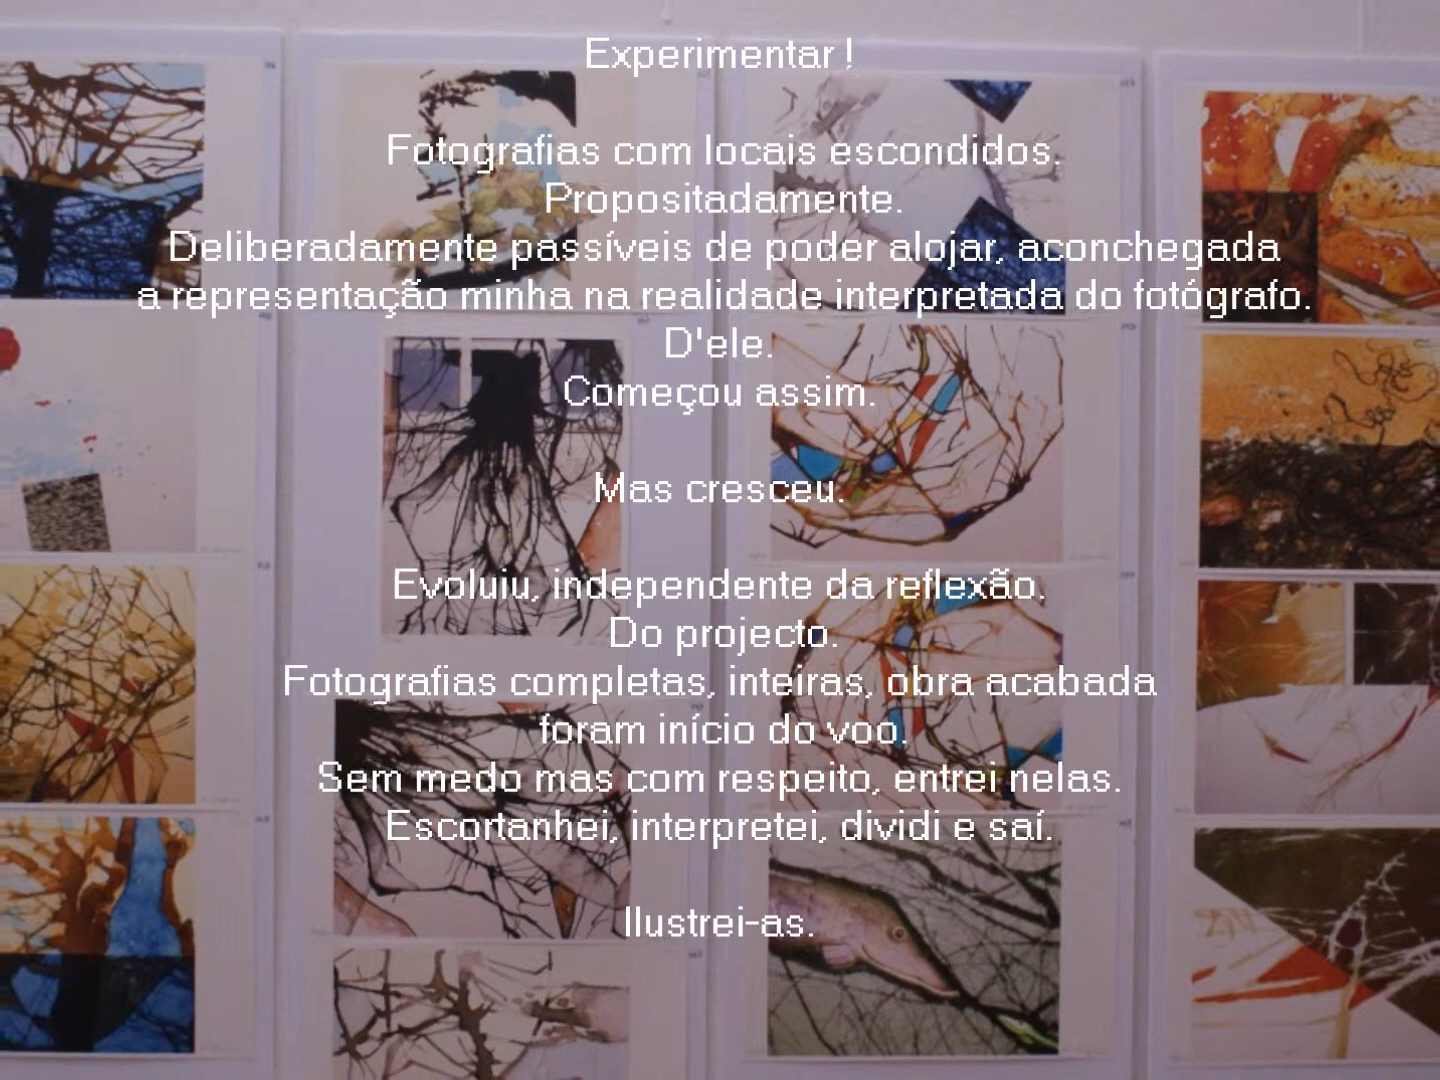 Experimentar !
Fotografias com locais escondidos.
Propositadamente.
Deliberadamente passíveis de poder alojar, aconchegada
a representação minha na realidade interpretada do fotógrafo.
D'ele.
Começou assim.
Mas cresceu.
Evoluiu, independente da reflexão.
Do projecto.
Fotografias completas, inteiras, obra acabada
foram início do voo.
Sem medo mas com respeito, entrei nelas.
Escortanhei, interpretei, dividi e saí.
Ilustrei-as.